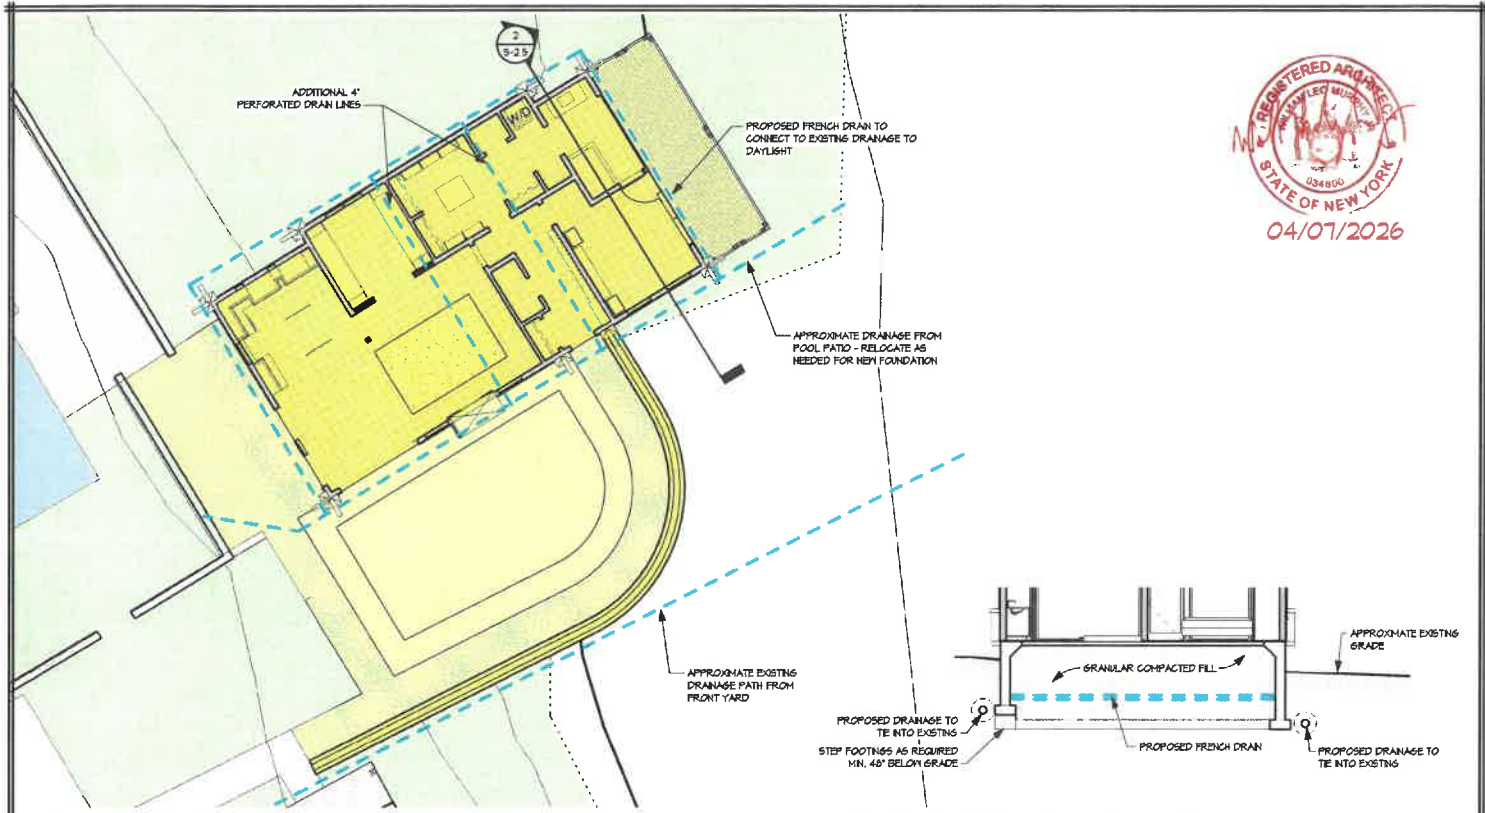 2
S-25
ADDITIONAL 4"
PERFORATED DRAIN LINES
W/D
PROPOSED FRENCH DRAIN TO
CONNECT TO EXISTING DRAINAGE TO
DAYLIGHT
REGISTERED ARCHITECT
WILLIAM LEO MURPHY
034800
STATE OF NEW YORK
04/07/2026
APPROXIMATE DRAINAGE FROM
POOL PATIO - RELOCATE AS
NEEDED FOR NEW FOUNDATION
APPROXIMATE EXISTING
DRAINAGE PATH FROM
FRONT YARD
APPROXIMATE EXISTING
GRADE
GRANULAR COMPACTED FILL
PROPOSED DRAINAGE TO
TIE INTO EXISTING
STEP FOOTINGS AS REQUIRED
MIN. 48" BELOW GRADE
PROPOSED FRENCH DRAIN
PROPOSED DRAINAGE TO
TIE INTO EXISTING